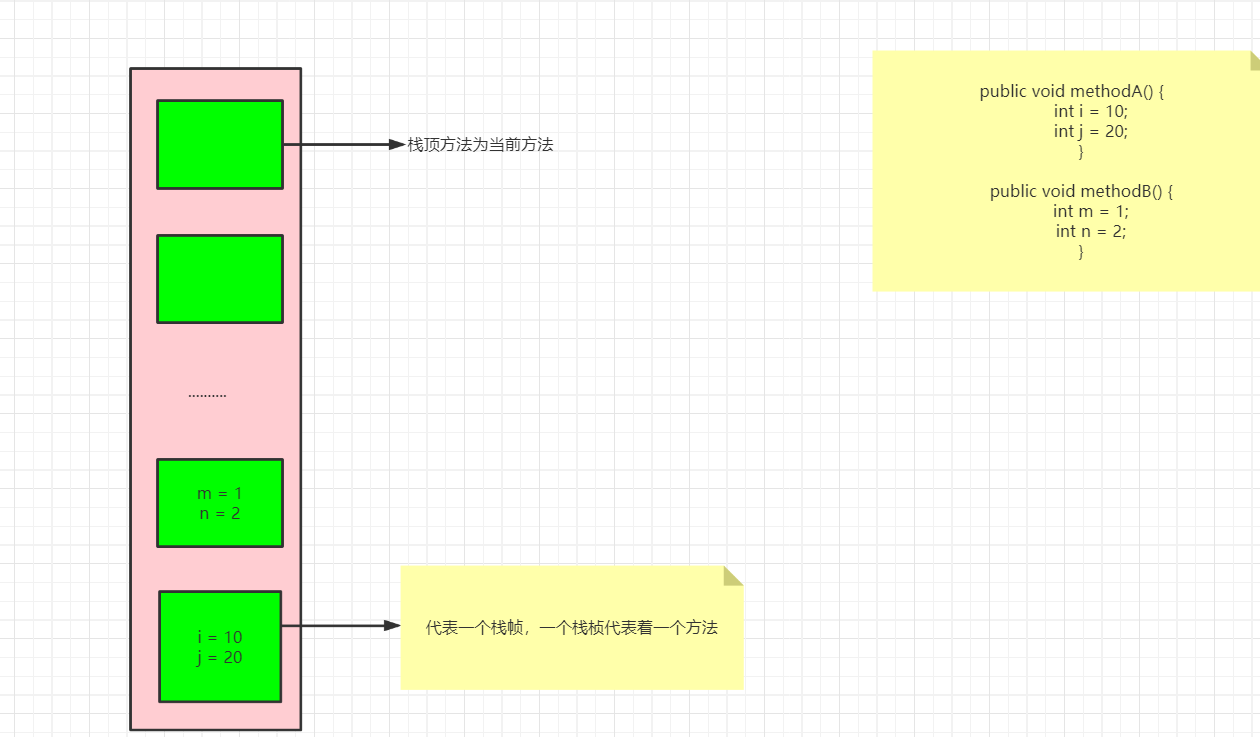 栈顶方法为当前方法
public void methodA() {
int i = 10;
int j = 20;
}
public void methodB() {
int m = 1;
int n = 2;
}
..........
m = 1
n = 2
i = 10
j = 20
代表一个栈帧，一个栈桢代表着一个方法